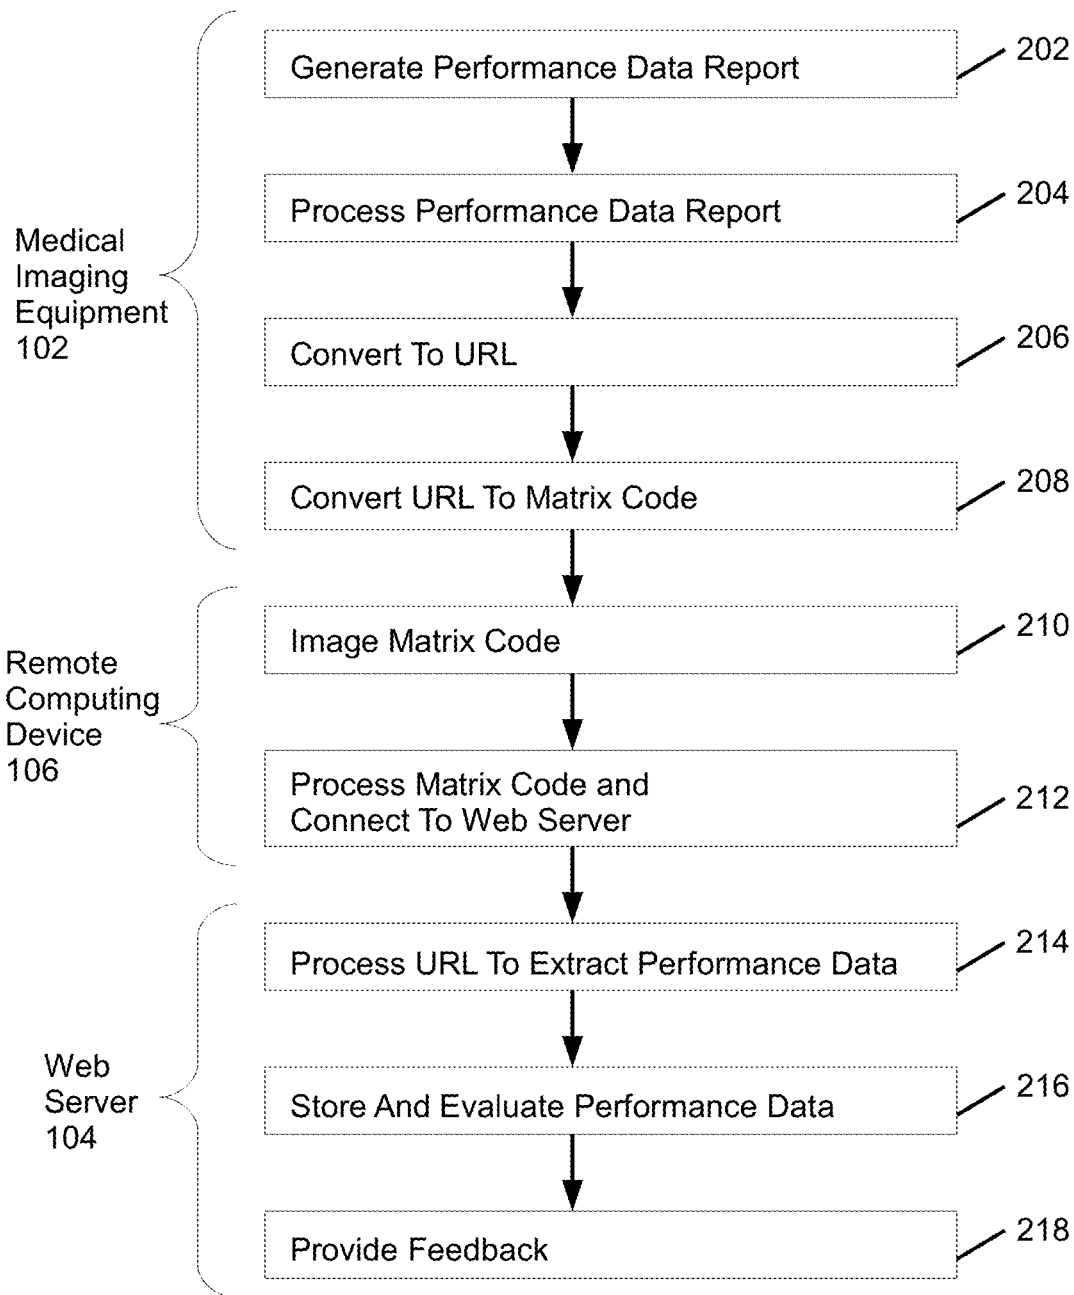 Generate Performance Data Report
202
Process Performance Data Report
204
Medical
Imaging
Equipment
102
Convert To URL
206
Convert URL To Matrix Code
208
Image Matrix Code
210
Remote
Computing
Device
106
Process Matrix Code and
Connect To Web Server
212
Process URL To Extract Performance Data
214
Web
Server
104
Store And Evaluate Performance Data
216
Provide Feedback
218